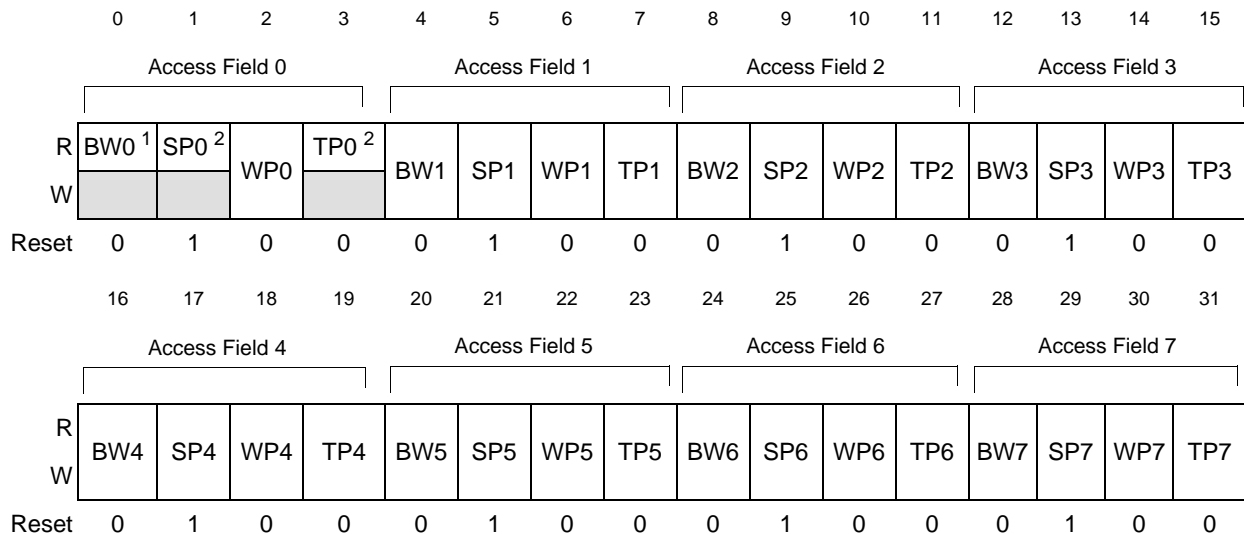 0 1 2 3 4 5 6 7 8 9 10 11 12 13 14 15
Access Field 0 Access Field 1 Access Field 2 Access Field 3
R BW0 1 SP0 2 WP0 TP0 2 BW1 SP1 WP1 TP1 BW2 SP2 WP2 TP2 BW3 SP3 WP3 TP3
W
Reset 0 1 0 0 0 1 0 0 0 1 0 0 0 1 0 0
16 17 18 19 20 21 22 23 24 25 26 27 28 29 30 31
Access Field 4 Access Field 5 Access Field 6 Access Field 7
R
BW4 SP4 WP4 TP4 BW5 SP5 WP5 TP5 BW6 SP6 WP6 TP6 BW7 SP7 WP7 TP7
W
Reset 0 1 0 0 0 1 0 0 0 1 0 0 0 1 0 0